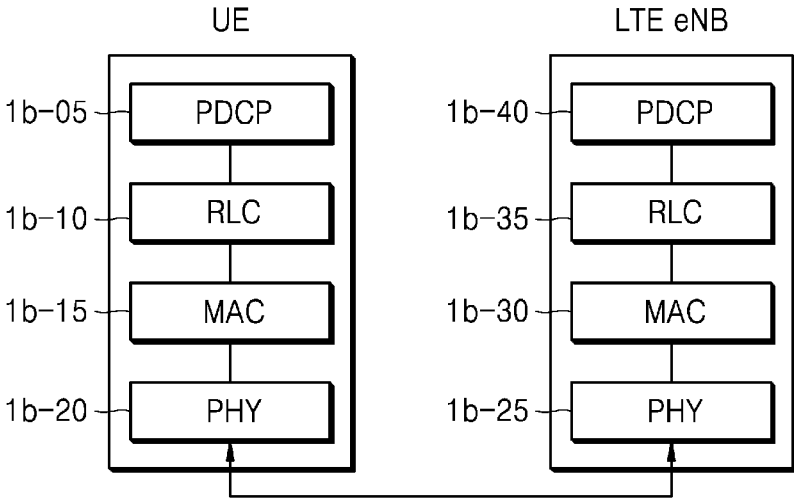 UE
LTE eNB
1b-05
PDCP
1b-40
PDCP
1b-10
RLC
1b-35
RLC
1b-15
MAC
1b-30
MAC
1b-20
PHY
1b-25
PHY